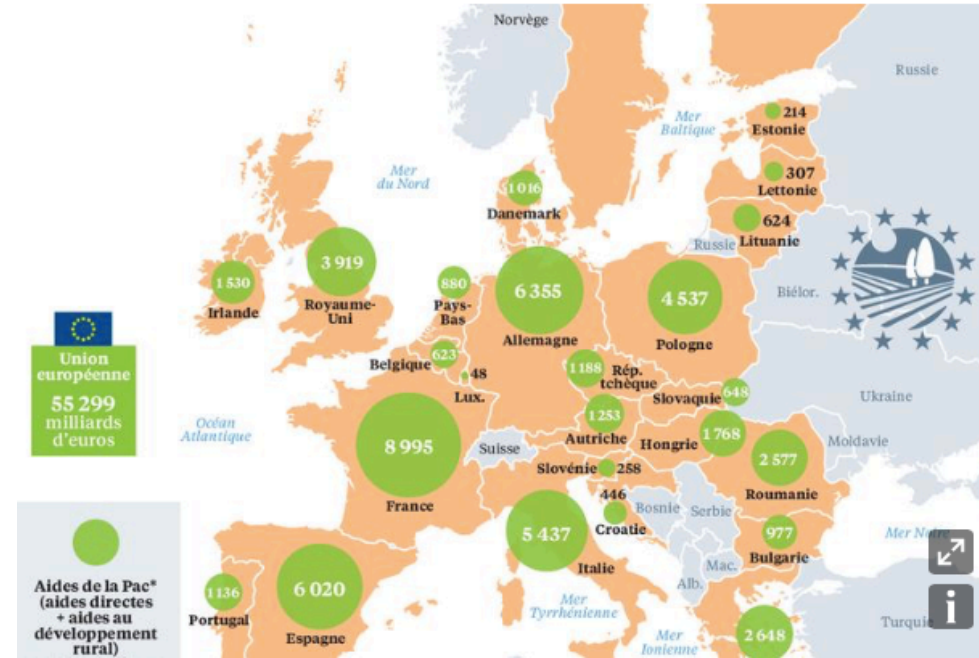 Norvège
Russie
Mer
Baltique
214
Estonie
Mer
du Nord
307
Lettonie
1 016
Danemark
624
Lituanie
Russie
3 919
Royaume-
Uni
1 530
Irlande
880
Pays-
Bas
6 355
Allemagne
4 537
Pologne
Biélor.
Union
européenne
55 299
milliards
d'euros
Belgique
623
48
Lux.
1 188
Rép.
tchèque
648
Slovaquie
Ukraine
Océan
Atlantique
8 995
France
Suisse
1 253
Autriche
Hongrie
1 768
Moldavie
2 577
Roumanie
Slovénie
258
446
Croatie
Bosnie
Serbie
5 437
Italie
977
Bulgarie
Mer Noire
Mac.
Alb.
Aides de la Pac*
(aides directes
+ aides au
développement
rural)
1 136
Portugal
6 020
Espagne
Mer
Tyrrhénienne
Mer
Ionienne
2 648
Turquie
i